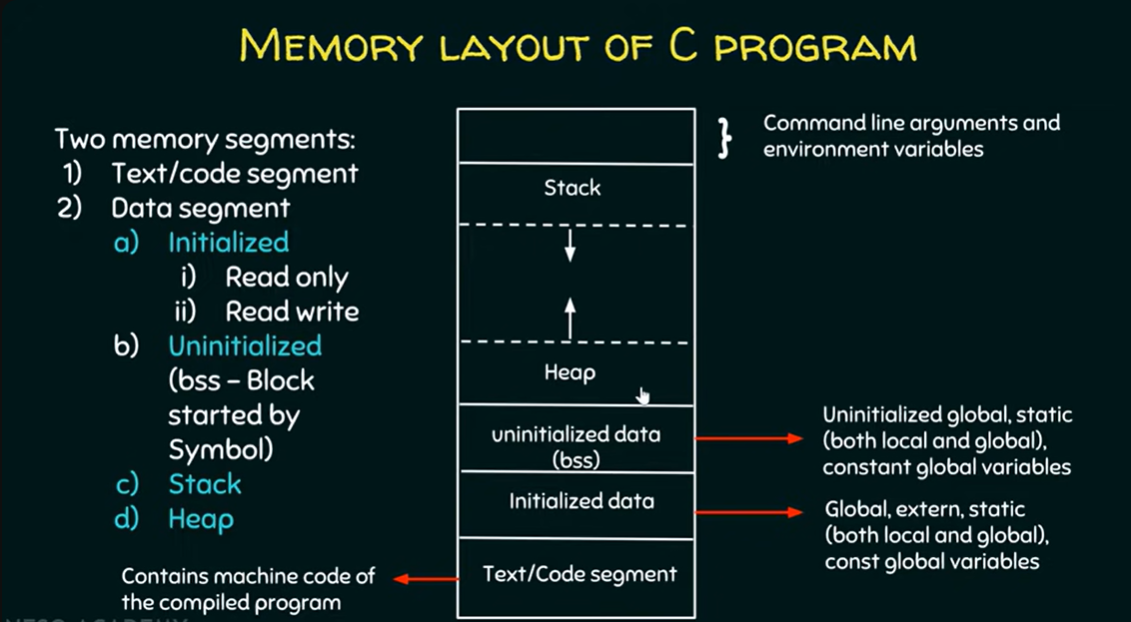 MEMORY LAYOUT OF C PROGRAM
Two memory segments:
1) Text/code segment
2) Data segment
a) Initialized
i) Read only
ii) Read write
b) Uninitialized
(bss – Block
started by
Symbol)
c) Stack
d) Heap
Contains machine code of
the compiled program
Stack
Heap
uninitialized data
(bss)
Initialized data
Text/Code segment
} Command line arguments and
environment variables
Uninitialized global, static
(both local and global),
constant global variables
Global, extern, static
(both local and global),
const global variables